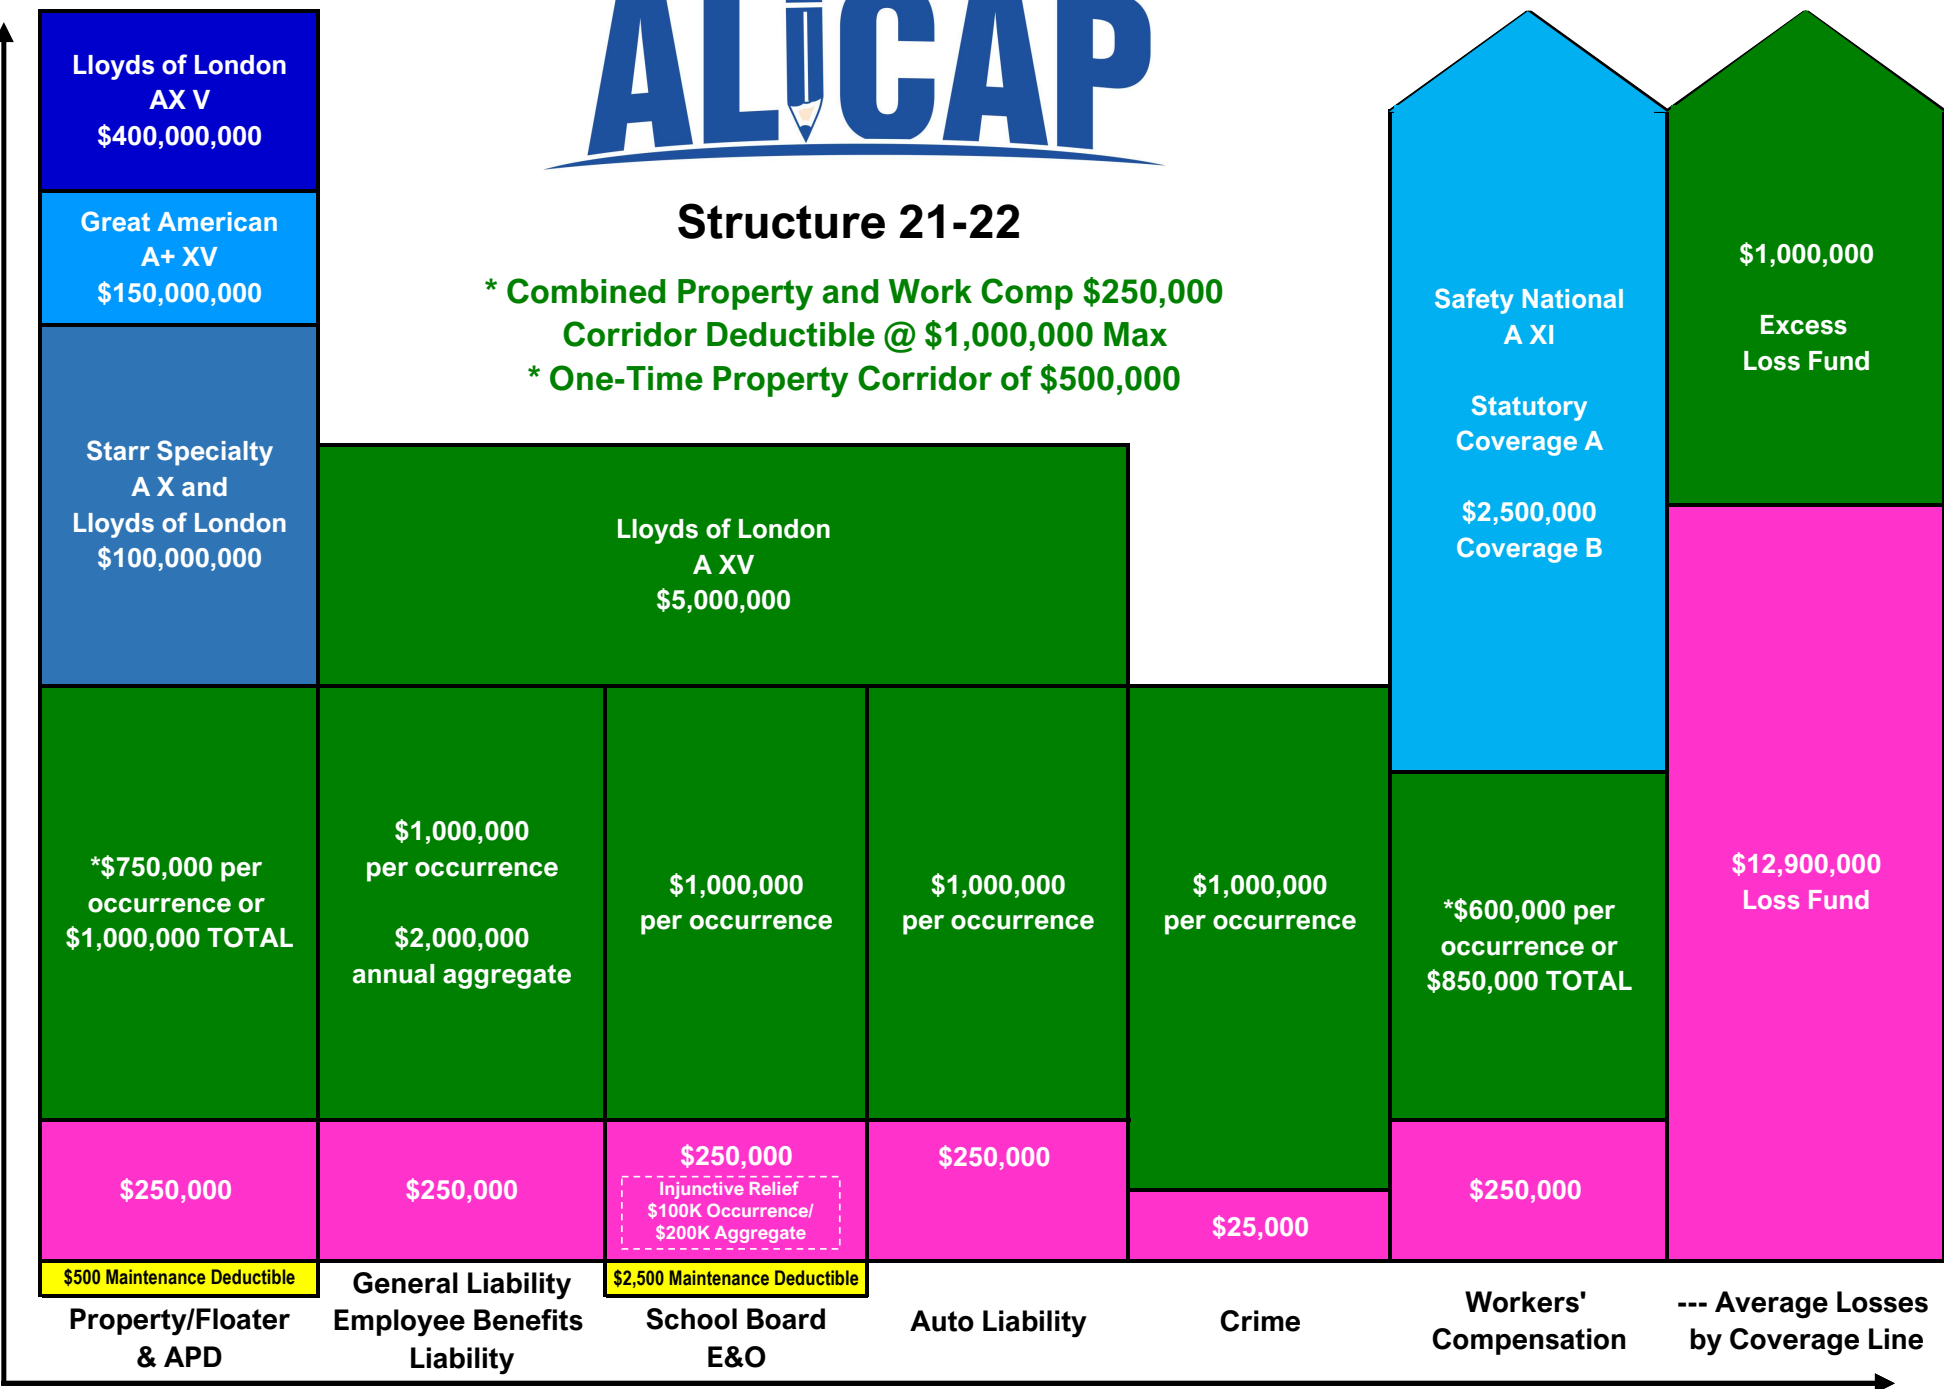 ALiCAP
Structure 21-22
* Combined Property and Work Comp $250,000
Corridor Deductible @ $1,000,000 Max
* One-Time Property Corridor of $500,000
Lloyds of London
AX V
$400,000,000
Great American
A+ XV
$150,000,000
Starr Specialty
A X and
Lloyds of London
$100,000,000
*$750,000 per
occurrence or
$1,000,000 TOTAL
$250,000
$500 Maintenance Deductible
Property/Floater
& APD
Lloyds of London
A XV
$5,000,000
$1,000,000
per occurrence
$2,000,000
annual aggregate
$250,000
General Liability
Employee Benefits
Liability
$1,000,000
per occurrence
$250,000
Injunctive Relief
$100K Occurrence/
$200K Aggregate
$2,500 Maintenance Deductible
School Board
E&O
$1,000,000
per occurrence
$250,000
Auto Liability
$1,000,000
per occurrence
$25,000
Crime
Safety National
A XI
Statutory
Coverage A
$2,500,000
Coverage B
*$600,000 per
occurrence or
$850,000 TOTAL
$250,000
Workers'
Compensation
$1,000,000
Excess
Loss Fund
$12,900,000
Loss Fund
--- Average Losses
by Coverage Line